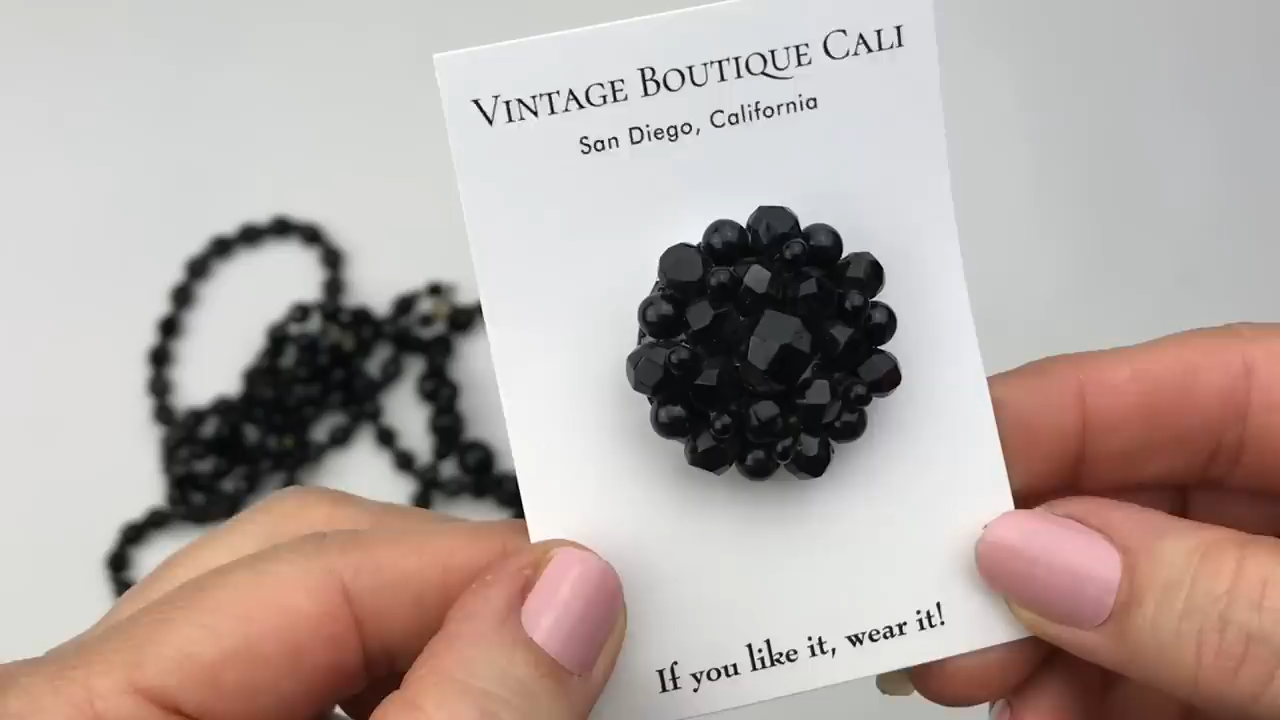 Vintage Boutique Cali
San Diego, California
If you like it, wear it!